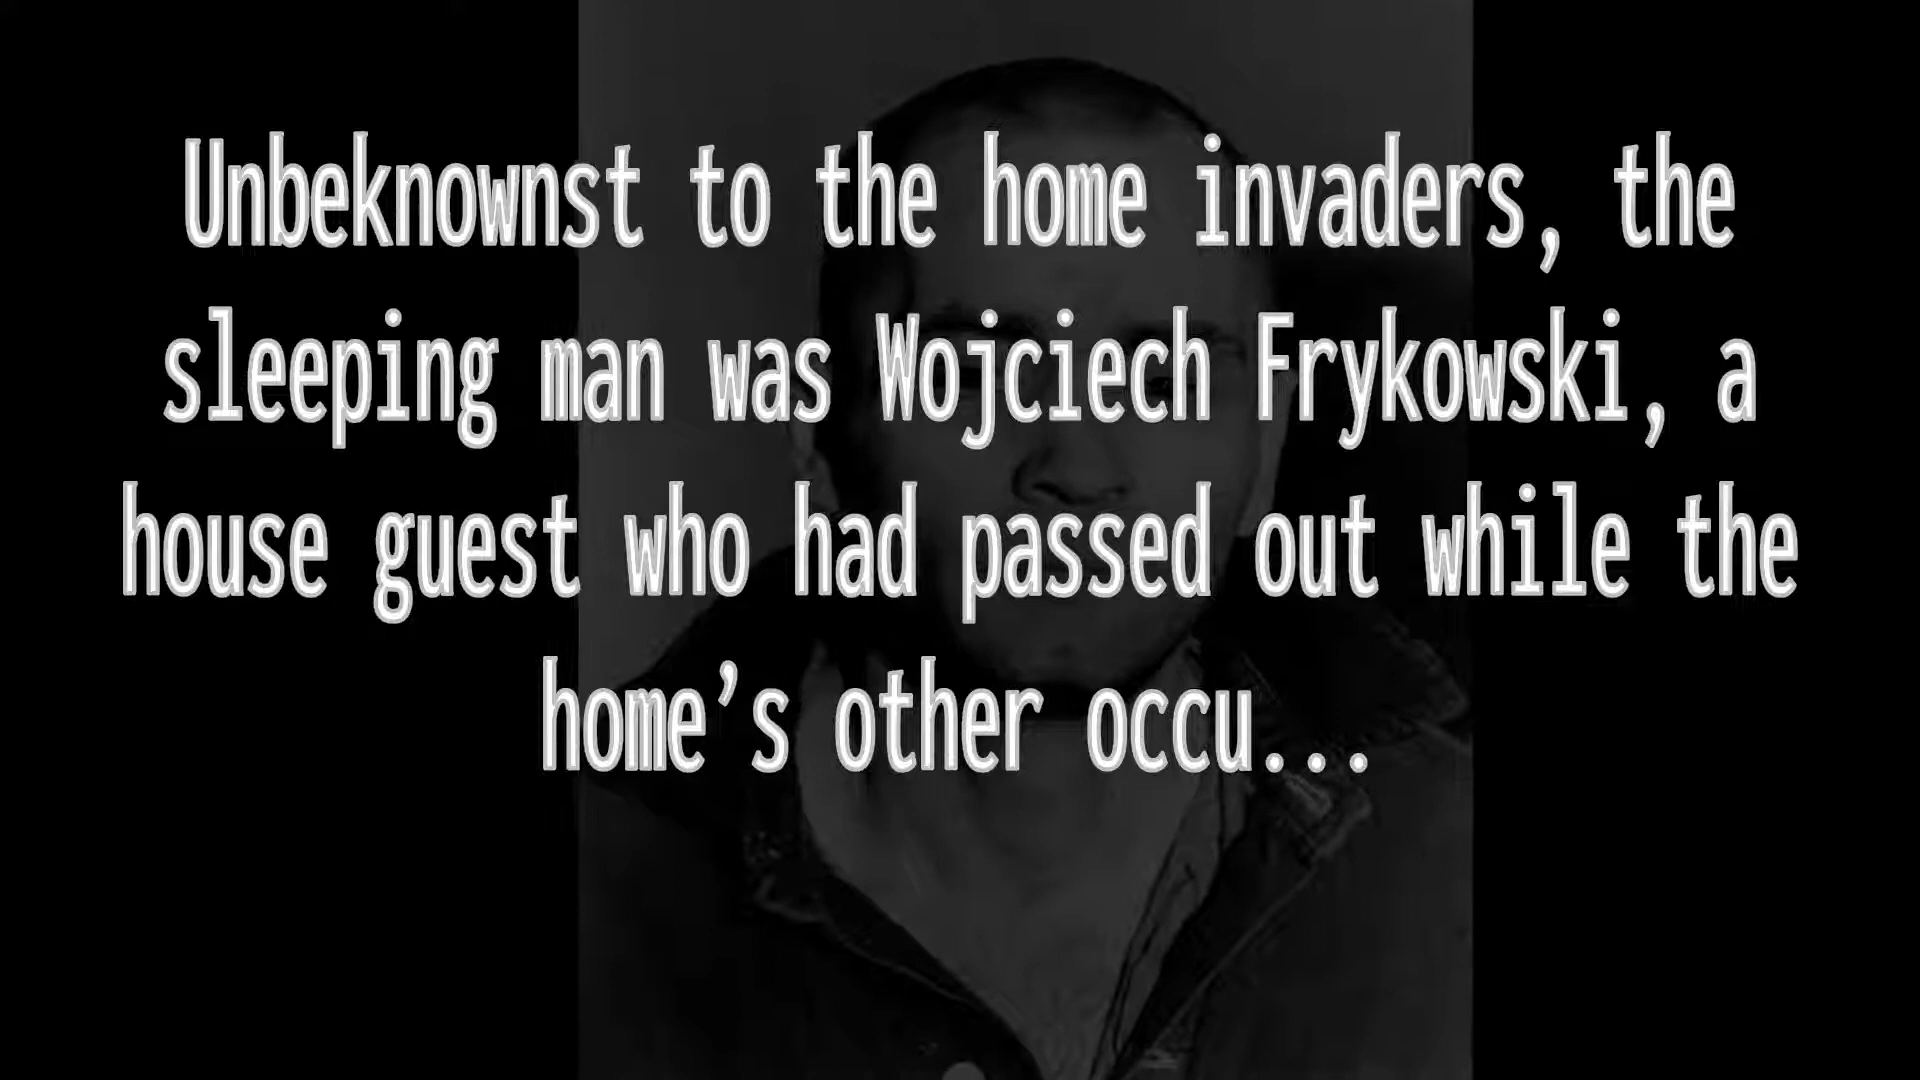 Unbeknownst to the home invaders, the
sleeping man was Wojciech Frykowski, a
house guest who had passed out while the
home’s other occu...